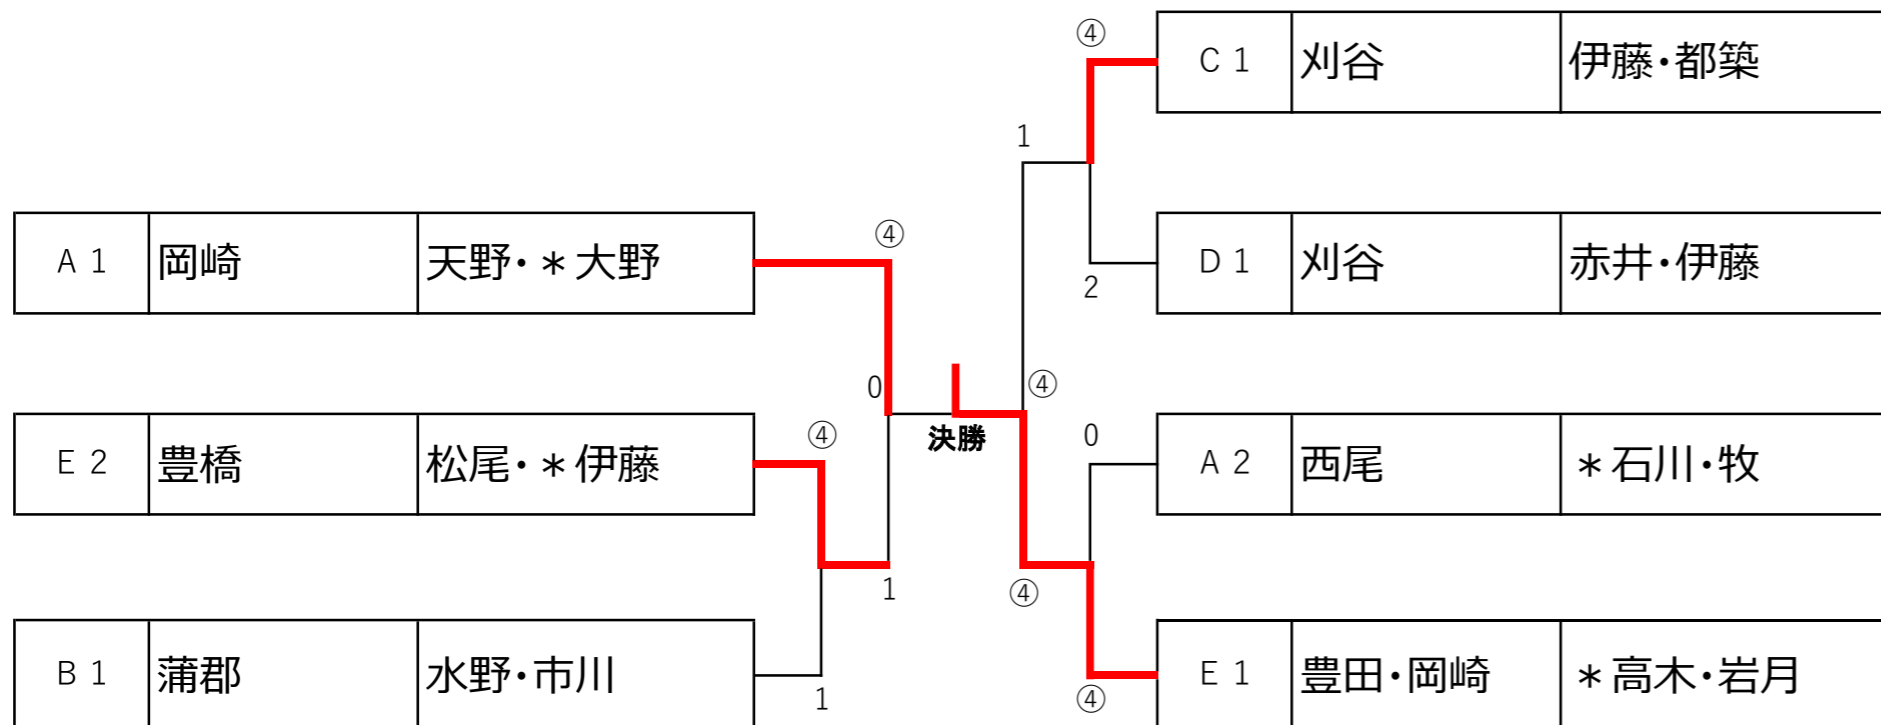 ④
C 1 刈谷 伊藤・都築
1
A 1 岡崎 天野・＊大野
④
D 1 刈谷 赤井・伊藤
2
0
④
E 2 豊橋 松尾・＊伊藤
④
決勝
0
A 2 西尾 ＊石川・牧
1
④
B 1 蒲郡 水野・市川
1
④
E 1 豊田・岡崎 ＊高木・岩月